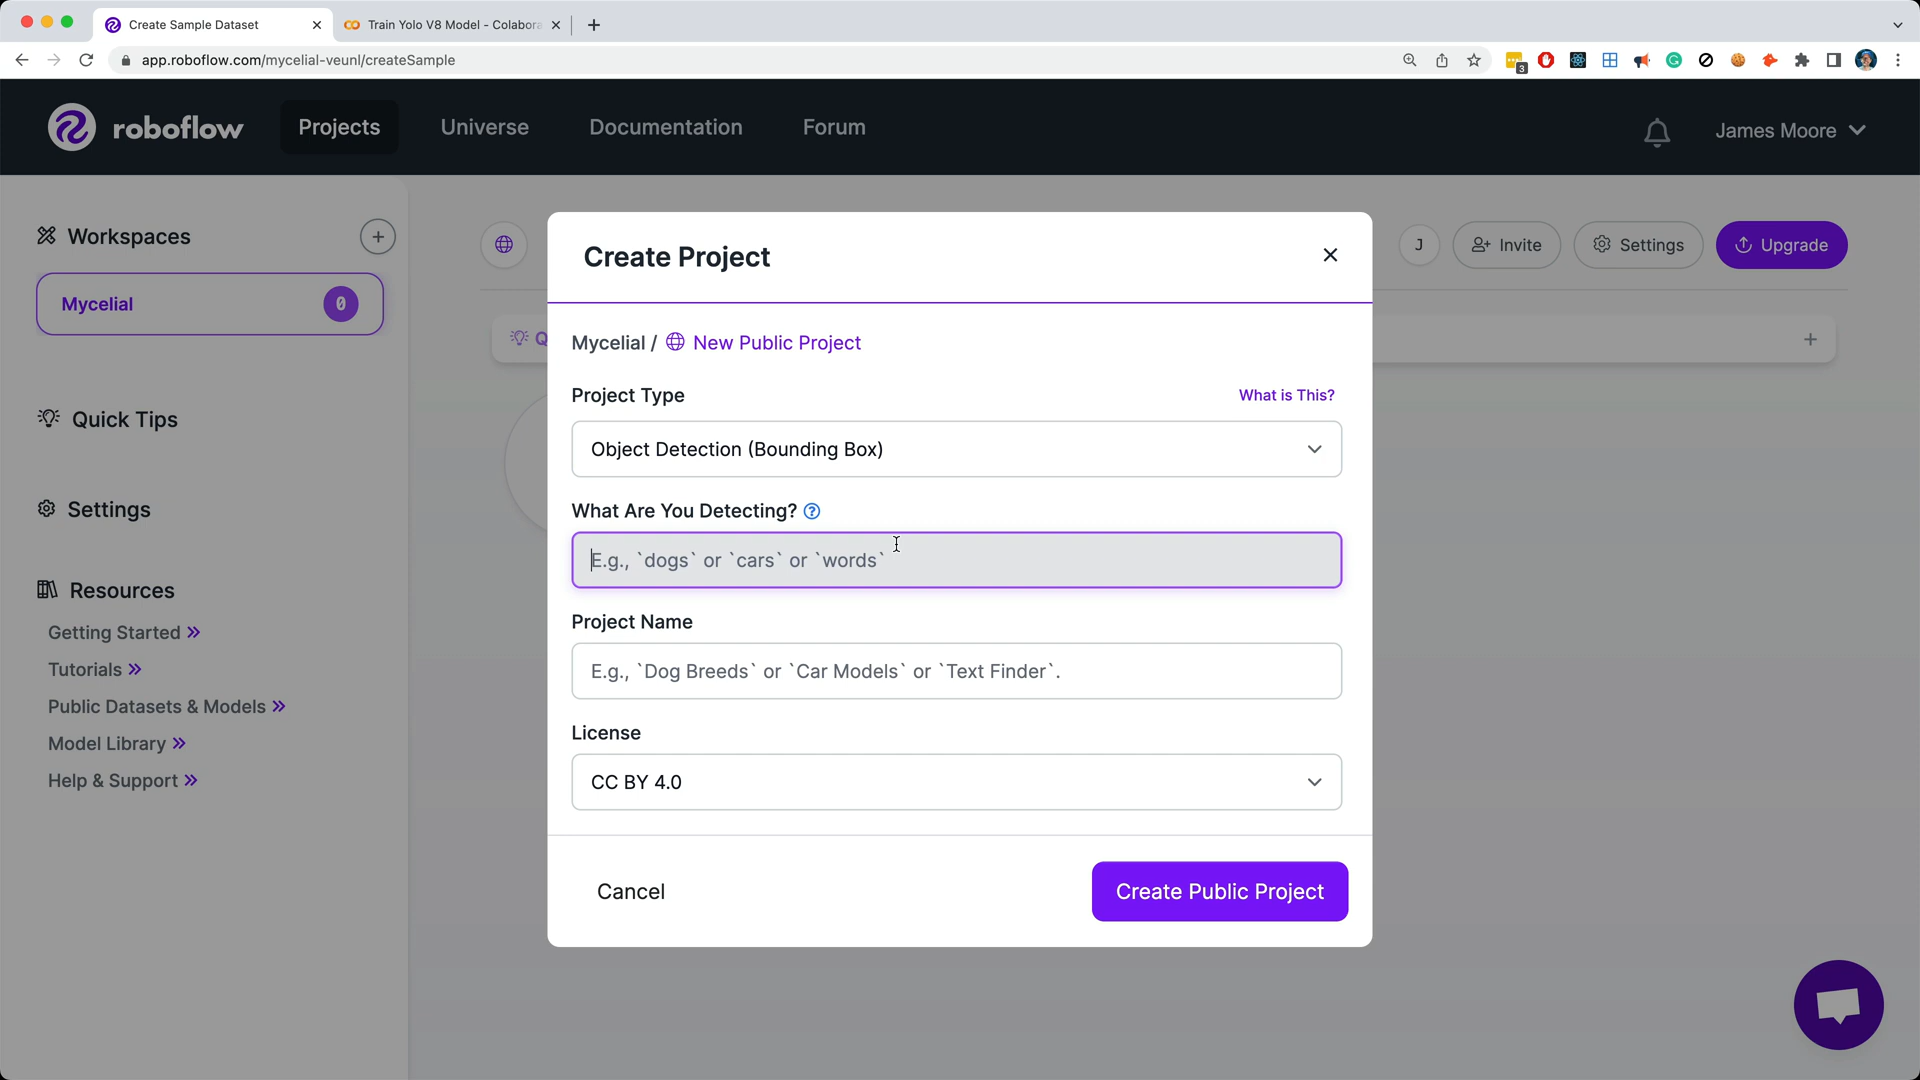 Create Sample Dataset
Train Yolo V8 Model - Colabora
app.roboflow.com/mycelial-veunl/createSample
3
roboflow
Projects
Universe
Documentation
Forum
James Moore
Workspaces
Mycelial
0
Quick Tips
Settings
Resources
Getting Started
Tutorials
Public Datasets & Models
Model Library
Help & Support
J
Invite
Settings
Upgrade
Q
Create Project
Mycelial / New Public Project
Project Type
What is This?
Object Detection (Bounding Box)
What Are You Detecting?
E.g., `dogs` or `cars` or `words`
Project Name
E.g., `Dog Breeds` or `Car Models` or `Text Finder`.
License
CC BY 4.0
Cancel
Create Public Project